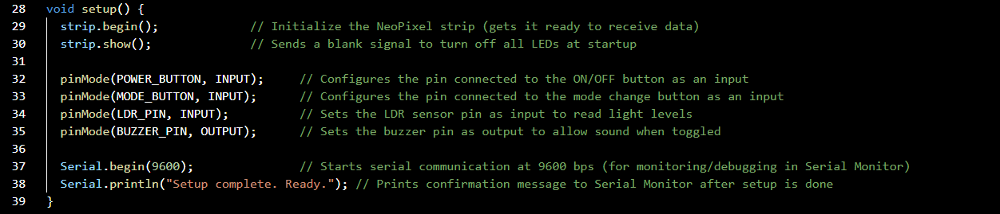 28 void setup() {
29 strip.begin(); // Initialize the NeoPixel strip (gets it ready to receive data)
30 strip.show(); // Sends a blank signal to turn off all LEDs at startup
31
32 pinMode(POWER_BUTTON, INPUT); // Configures the pin connected to the ON/OFF button as an input
33 pinMode(MODE_BUTTON, INPUT); // Configures the pin connected to the mode change button as an input
34 pinMode(LDR_PIN, INPUT); // Sets the LDR sensor pin as input to read light levels
35 pinMode(BUZZER_PIN, OUTPUT); // Sets the buzzer pin as output to allow sound when toggled
36
37 Serial.begin(9600); // Starts serial communication at 9600 bps (for monitoring/debugging in Serial Monitor)
38 Serial.println("Setup complete. Ready."); // Prints confirmation message to Serial Monitor after setup is done
39 }